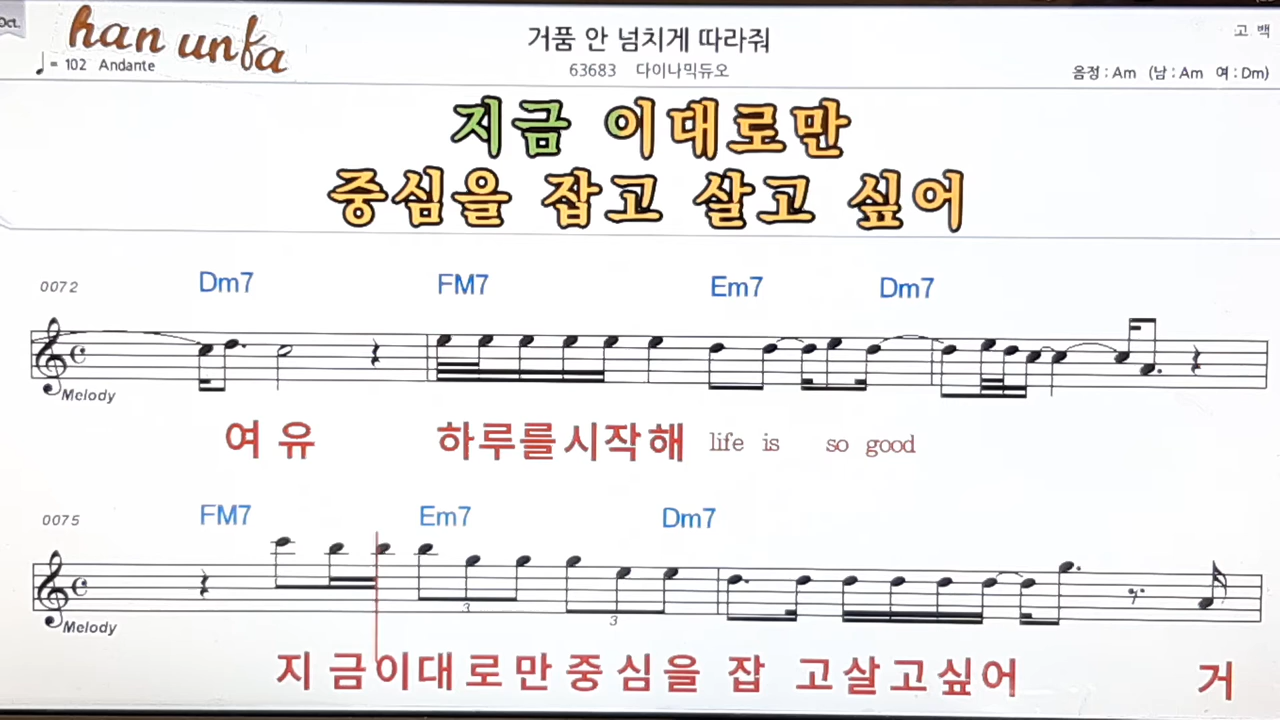 Oct.
han unfa
♩ = 102 Andante
거품 안 넘치게 따라줘
63683 다이나믹듀오
고 백
음정 : Am (남 : Am 여 : Dm)
지금 이대로만
중심을 잡고 살고 싶어
0072 Dm7 FM7 Em7 Dm7
Melody
여 유 하루를시작해 life is so good
0075 FM7 Em7 Dm7
3 3
Melody
지 금이대로만중심을 잡 고살고싶어 거